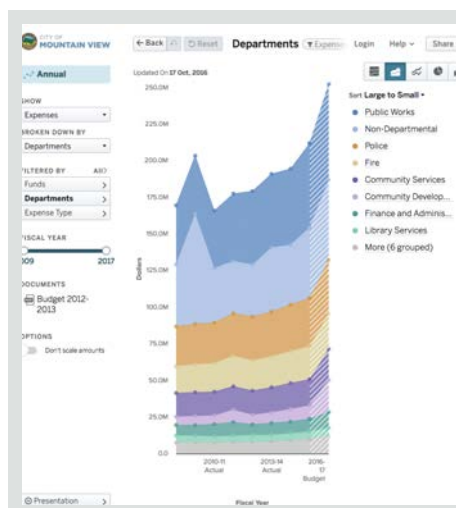 CITY OF
MOUNTAIN VIEW
← Back
Reset
Departments
Expense
Login
Help
Share
Annual
Updated On 17 Oct, 2016
Sort Large to Small
SHOW
Expenses
BROKEN DOWN BY
Departments
FILTERED BY
Funds
Departments
Expense Type
FISCAL YEAR
2017
DOCUMENTS
Budget 2012-
2013
OPTIONS
Don't scale amounts
Presentation
250.0M
225.0M
200.0M
175.0M
150.0M
125.0M
100.0M
75.0M
50.0M
25.0M
0.0
Dollars
2010-11
Actual
2013-14
Actual
2016-
17
Budget
Fiscal Year
Public Works
Non-Departmental
Police
Fire
Community Services
Community Develop...
Finance and Adminis...
Library Services
More (6 grouped)